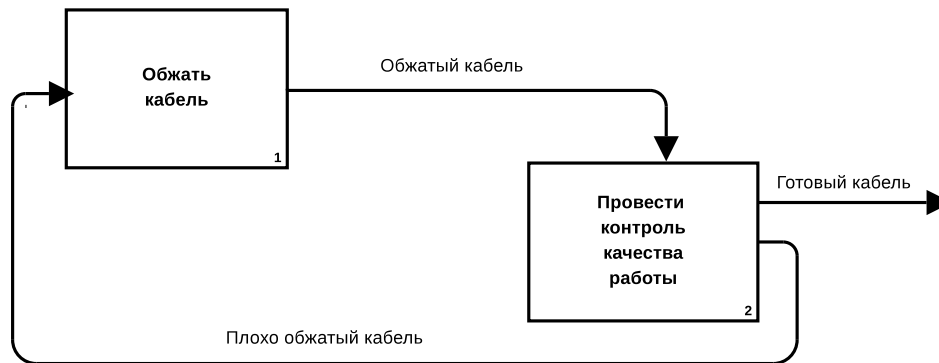 Обжать
кабель
1
Обжатый кабель
Провести
контроль
качества
работы
2
Готовый кабель
Плохо обжатый кабель